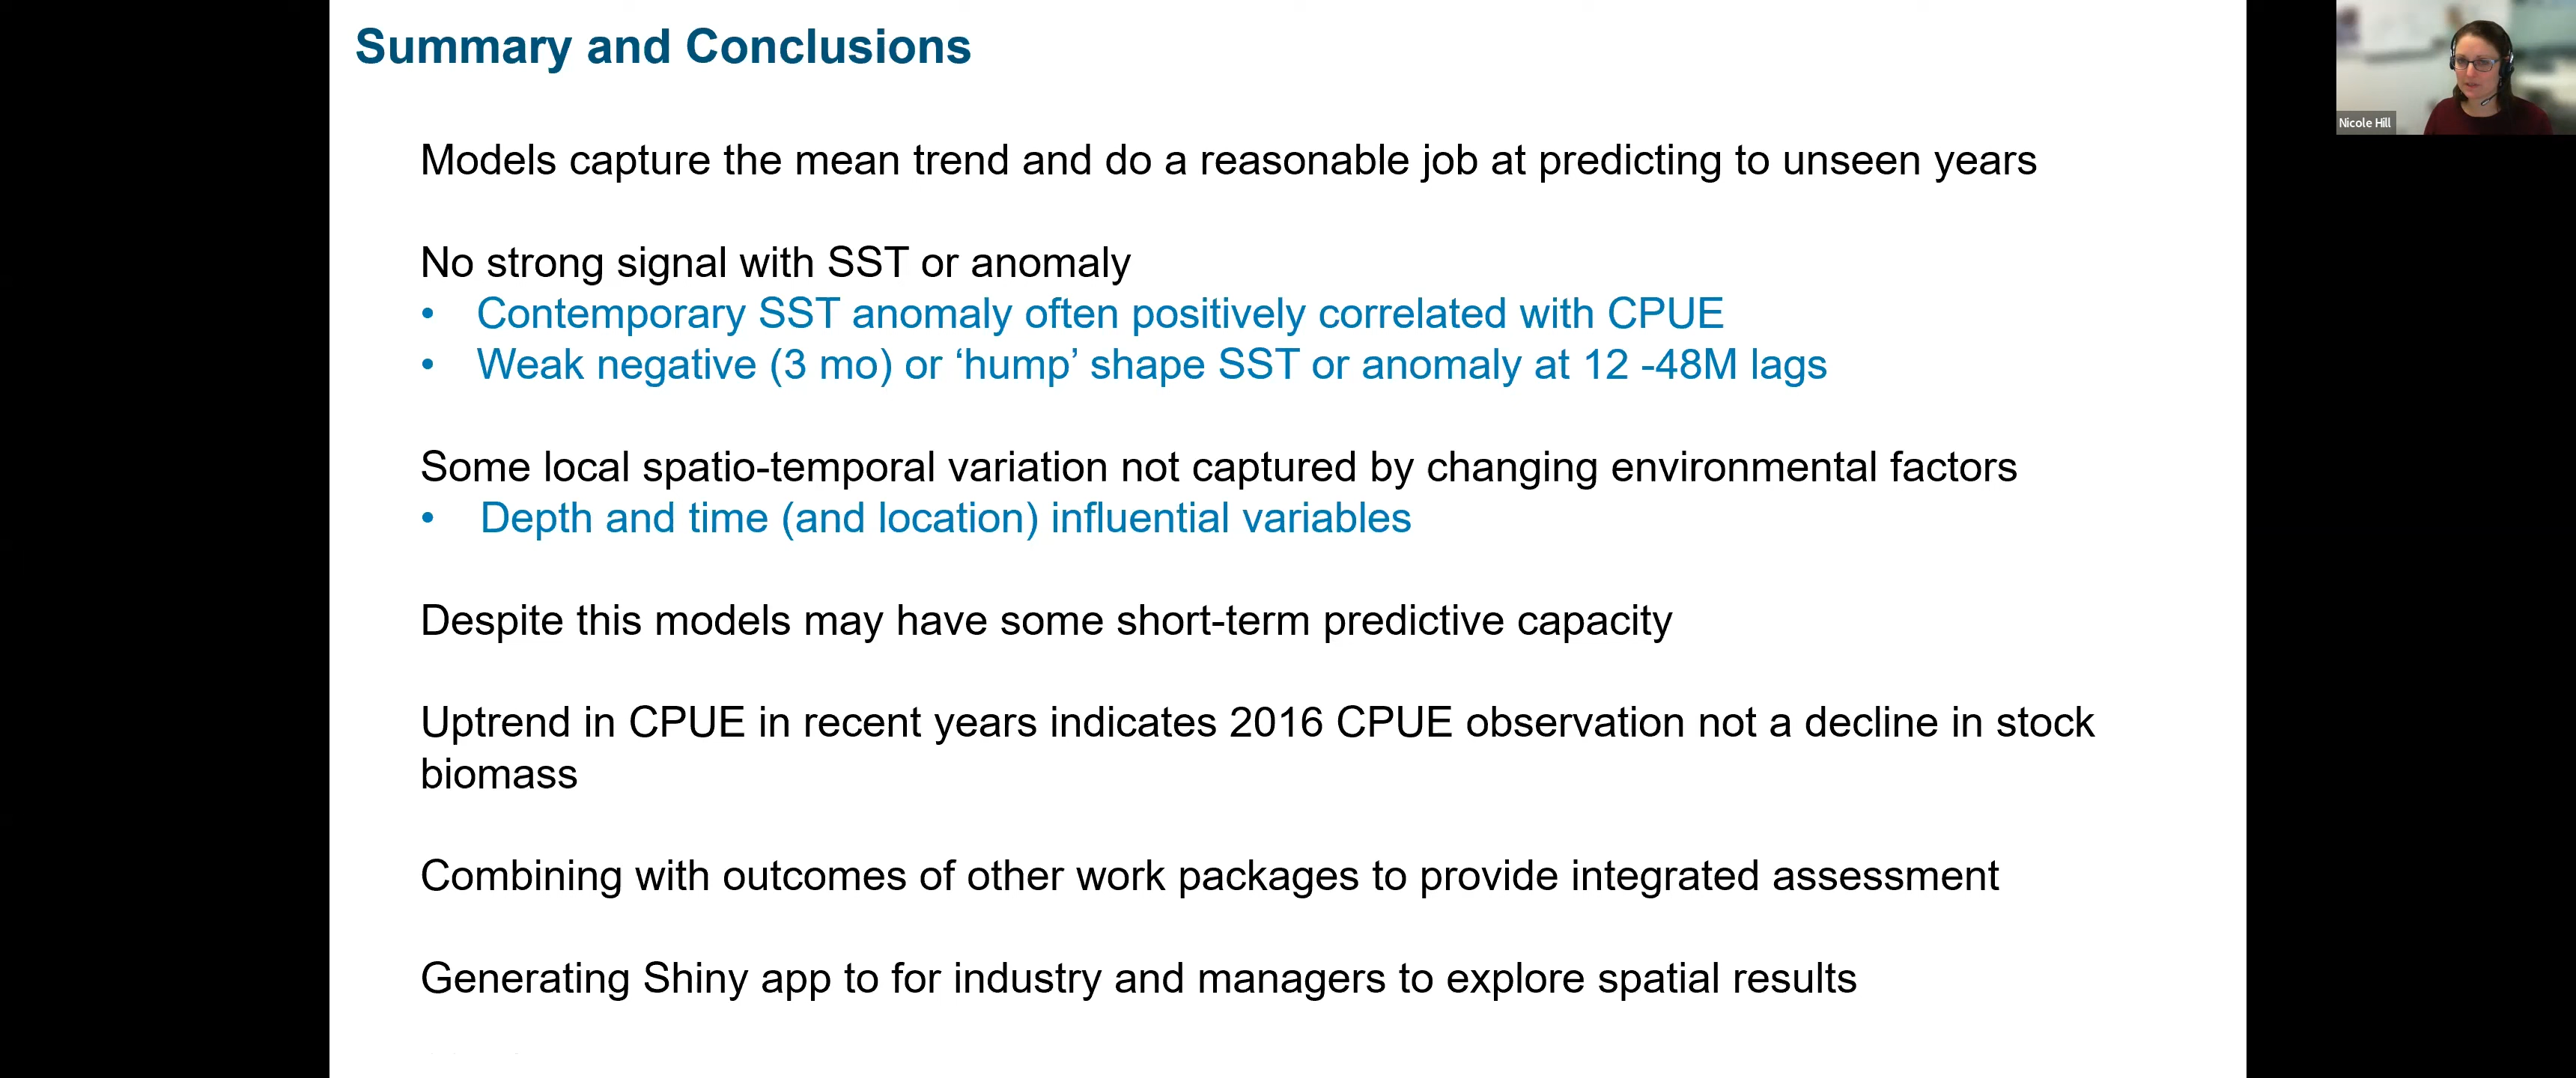 Summary and Conclusions
Models capture the mean trend and do a reasonable job at predicting to unseen years
No strong signal with SST or anomaly
• Contemporary SST anomaly often positively correlated with CPUE
• Weak negative (3 mo) or ‘hump’ shape SST or anomaly at 12 -48M lags
Some local spatio-temporal variation not captured by changing environmental factors
• Depth and time (and location) influential variables
Despite this models may have some short-term predictive capacity
Uptrend in CPUE in recent years indicates 2016 CPUE observation not a decline in stock
biomass
Combining with outcomes of other work packages to provide integrated assessment
Generating Shiny app to for industry and managers to explore spatial results
Nicole Hill